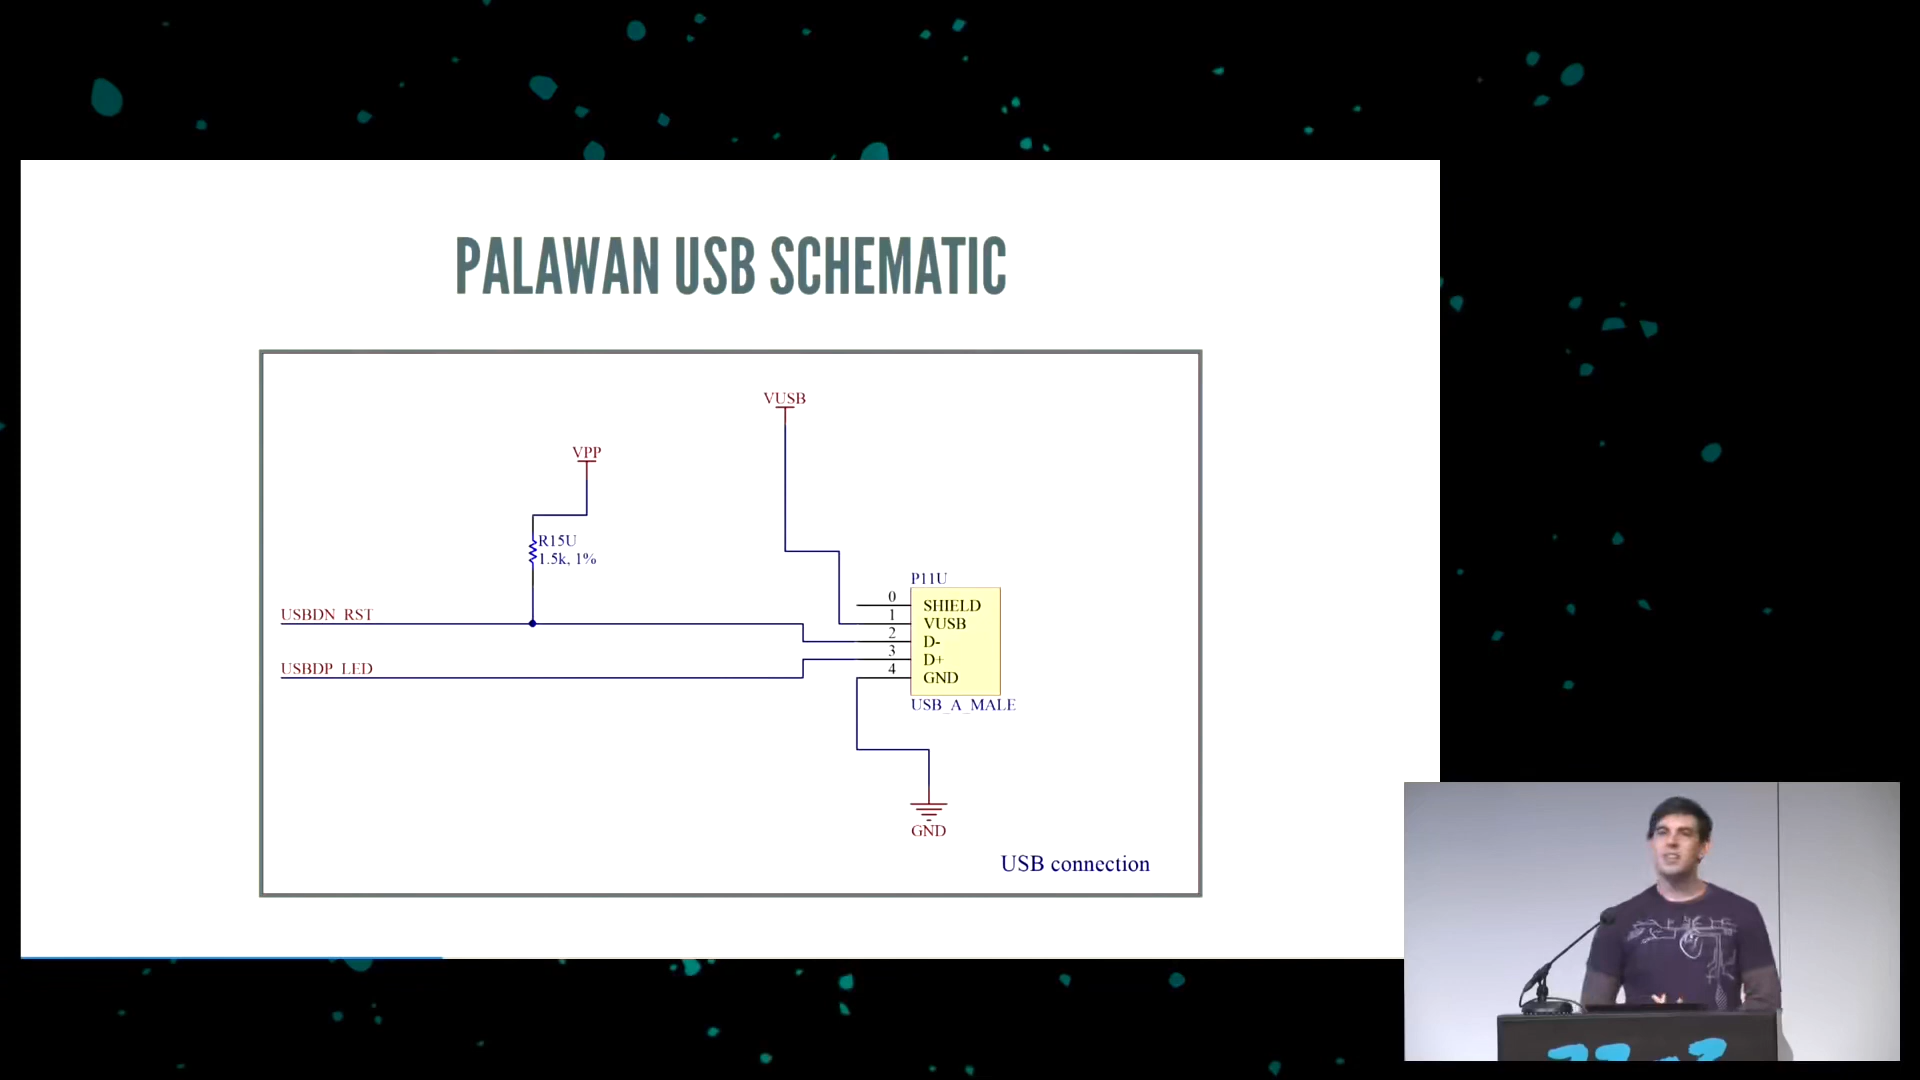 PALAWAN USB SCHEMATIC
VUSB
VPP
R15U
1.5k, 1%
P11U
0
SHIELD
USBDN_RST
1
VUSB
2
D-
3
D+
USBDP_LED
4
GND
USB_A_MALE
GND
USB connection